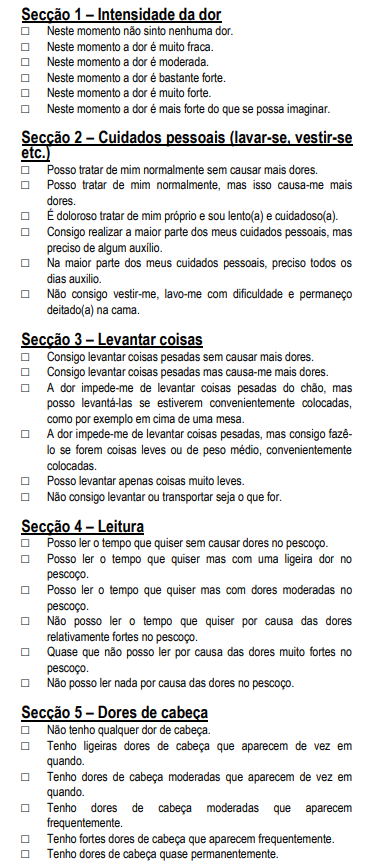 Secção 1 – Intensidade da dor
□ Neste momento não sinto nenhuma dor.
□ Neste momento a dor é muito fraca.
□ Neste momento a dor é moderada.
□ Neste momento a dor é bastante forte.
□ Neste momento a dor é muito forte.
□ Neste momento a dor é mais forte do que se possa imaginar.
Secção 2 – Cuidados pessoais (lavar-se, vestir-se
etc.)
□ Posso tratar de mim normalmente sem causar mais dores.
□ Posso tratar de mim normalmente, mas isso causa-me mais
dores.
□ É doloroso tratar de mim próprio e sou lento(a) e cuidadoso(a).
□ Consigo realizar a maior parte dos meus cuidados pessoais, mas
preciso de algum auxílio.
□ Na maior parte dos meus cuidados pessoais, preciso todos os
dias auxilio.
□ Não consigo vestir-me, lavo-me com dificuldade e permaneço
deitado(a) na cama.
Secção 3 – Levantar coisas
□ Consigo levantar coisas pesadas sem causar mais dores.
□ Consigo levantar coisas pesadas mas causa-me mais dores.
□ A dor impede-me de levantar coisas pesadas do chão, mas
posso levantá-las se estiverem convenientemente colocadas,
como por exemplo em cima de uma mesa.
□ A dor impede-me de levantar coisas pesadas, mas consigo fazê-
lo se forem coisas leves ou de peso médio, convenientemente
colocadas.
□ Posso levantar apenas coisas muito leves.
□ Não consigo levantar ou transportar seja o que for.
Secção 4 – Leitura
□ Posso ler o tempo que quiser sem causar dores no pescoço.
□ Posso ler o tempo que quiser mas com uma ligeira dor no
pescoço.
□ Posso ler o tempo que quiser mas com dores moderadas no
pescoço.
□ Não posso ler o tempo que quiser por causa das dores
relativamente fortes no pescoço.
□ Quase que não posso ler por causa das dores muito fortes no
pescoço.
□ Não posso ler nada por causa das dores no pescoço.
Secção 5 – Dores de cabeça
□ Não tenho qualquer dor de cabeça.
□ Tenho ligeiras dores de cabeça que aparecem de vez em
quando.
□ Tenho dores de cabeça moderadas que aparecem de vez em
quando.
□ Tenho dores de cabeça moderadas que aparecem
frequentemente.
□ Tenho fortes dores de cabeça que aparecem frequentemente.
□ Tenho dores de cabeça quase permanentemente.